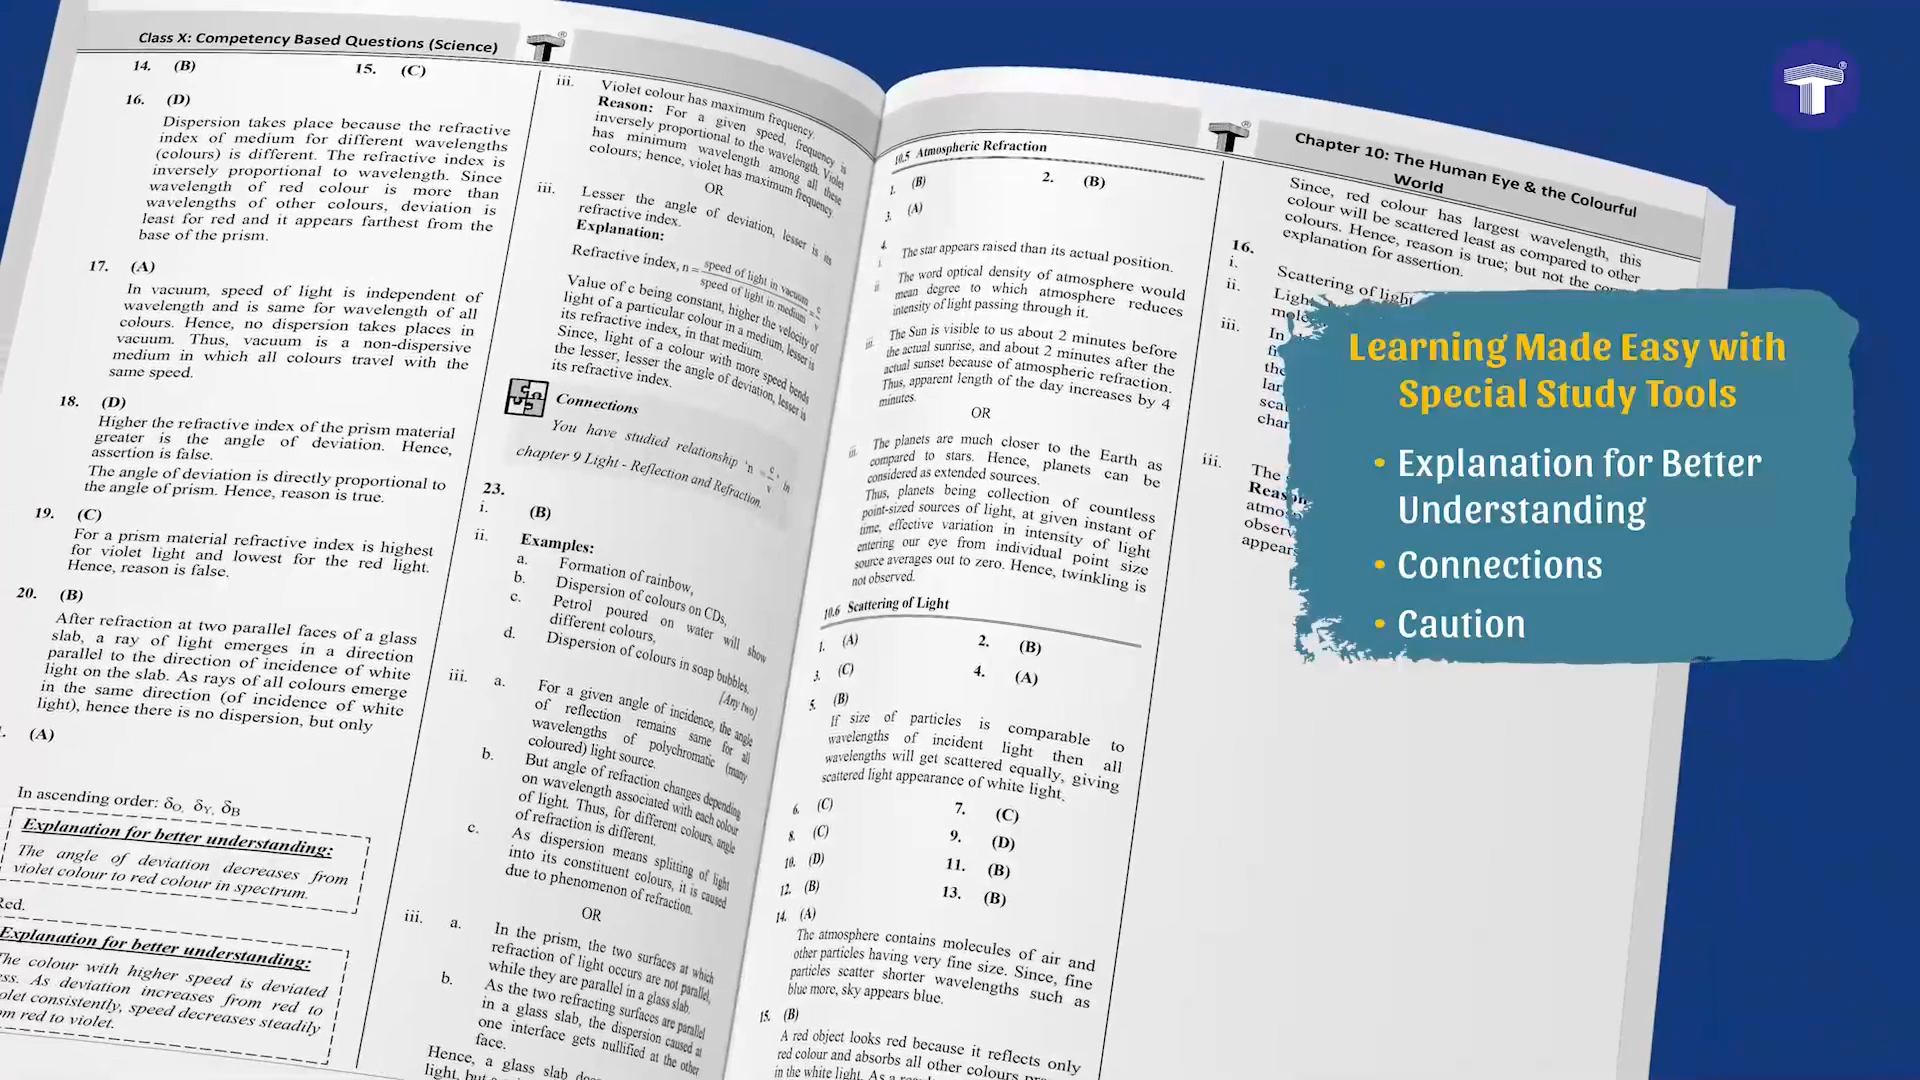 Class X: Competency Based Questions (Science)
14. (B) 15. (C)
16. (D)
Dispersion takes place because the refractive
index of medium for different wavelengths
(colours) is different. The refractive index is
inversely proportional to wavelength. Since
wavelength of red colour is more than
wavelengths of other colours, deviation is
least for red and it appears farthest from the
base of the prism.
17. (A)
In vacuum, speed of light is independent of
wavelength and is same for wavelength of all
colours. Hence, no dispersion takes places in
vacuum. Thus, vacuum is a non-dispersive
medium in which all colours travel with the
same speed.
18. (D)
Higher the refractive index of the prism material
greater is the angle of deviation. Hence,
assertion is false.
The angle of deviation is directly proportional to
the angle of prism. Hence, reason is true.
19. (C)
For a prism material refractive index is highest
for violet light and lowest for the red light.
Hence, reason is false.
20. (B)
After refraction at two parallel faces of a glass
slab, a ray of light emerges in a direction
parallel to the direction of incidence of white
light on the slab. As rays of all colours emerge
in the same direction (of incidence of white
light), hence there is no dispersion, but only
(A)
In ascending order: δO, δY, δB
Explanation for better understanding:
The angle of deviation decreases from
violet colour to red colour in spectrum.
Red.
Explanation for better understanding:
The colour with higher speed is deviated
As deviation increases from red to
consistently, speed decreases steadily
red to violet.
iii. Violet colour has maximum frequency.
Reason: For a given speed, frequency is
inversely proportional to the wavelength. Violet
has minimum wavelength among all these
colours; hence, violet has maximum frequency.
OR
iii. Lesser the angle of deviation, lesser is its
refractive index.
Explanation:
Refractive index, n = speed of light in vacuum / speed of light in medium = c / v
Value of c being constant, higher the velocity of
light of a particular colour in a medium, lesser is
its refractive index, in that medium.
Since, light of a colour with more speed bends
the lesser, lesser the angle of deviation, lesser is
its refractive index.
Connections
You have studied relationship 'n = c / v, in
chapter 9 Light - Reflection and Refraction.
23.
i. (B)
ii. Examples:
a. Formation of rainbow,
b. Dispersion of colours on CDs,
c. Petrol poured on water will show
different colours,
d. Dispersion of colours in soap bubbles.
[Any two]
iii. a. For a given angle of incidence, the angle
of reflection remains same for all
wavelengths of polychromatic (many
coloured) light source.
b. But angle of refraction changes depending
on wavelength associated with each colour
of light. Thus, for different colours, angle
of refraction is different.
c. As dispersion means splitting of light
into its constituent colours, it is caused
due to phenomenon of refraction.
OR
iii. a. In the prism, the two surfaces at which
refraction of light occurs are not parallel,
while they are parallel in a glass slab.
b. As the two refracting surfaces are parallel
in a glass slab, the dispersion caused at
one interface gets nullified at the other
face.
Hence, a glass slab
light, but
10.5 Atmospheric Refraction
1. (B) 2. (B)
3. (A)
4.
i. The star appears raised than its actual position.
ii. The word optical density of atmosphere would
mean degree to which atmosphere reduces
intensity of light passing through it.
iii. The Sun is visible to us about 2 minutes before
the actual sunrise, and about 2 minutes after the
actual sunset because of atmospheric refraction.
Thus, apparent length of the day increases by 4
minutes.
OR
iii. The planets are much closer to the Earth as
compared to stars. Hence, planets can be
considered as extended sources.
Thus, planets being collection of countless
point-sized sources of light, at given instant of
time, effective variation in intensity of light
entering our eye from individual point size
source averages out to zero. Hence, twinkling is
not observed.
10.6 Scattering of Light
1. (A) 2. (B)
3. (C) 4. (A)
5. (B)
If size of particles is comparable to
wavelengths of incident light then all
wavelengths will get scattered equally, giving
scattered light appearance of white light.
6. (C) 7. (C)
8. (C) 9. (D)
10. (D) 11. (B)
12. (B) 13. (B)
14. (A)
The atmosphere contains molecules of air and
other particles having very fine size. Since, fine
particles scatter shorter wavelengths such as
blue more, sky appears blue.
15. (B)
A red object looks red because it reflects only
red colour and absorbs all other colours
in the white light. As a
Chapter 10: The Human Eye & the Colourful
World
Since, red colour has largest wavelength, this
colour will be scattered least as compared to other
colours. Hence, reason is true; but not the
explanation for assertion.
16.
i. Scattering of light
ii. Light
iii. In
the
iii. The
Reason
Learning Made Easy with
Special Study Tools
• Explanation for Better
Understanding
• Connections
• Caution